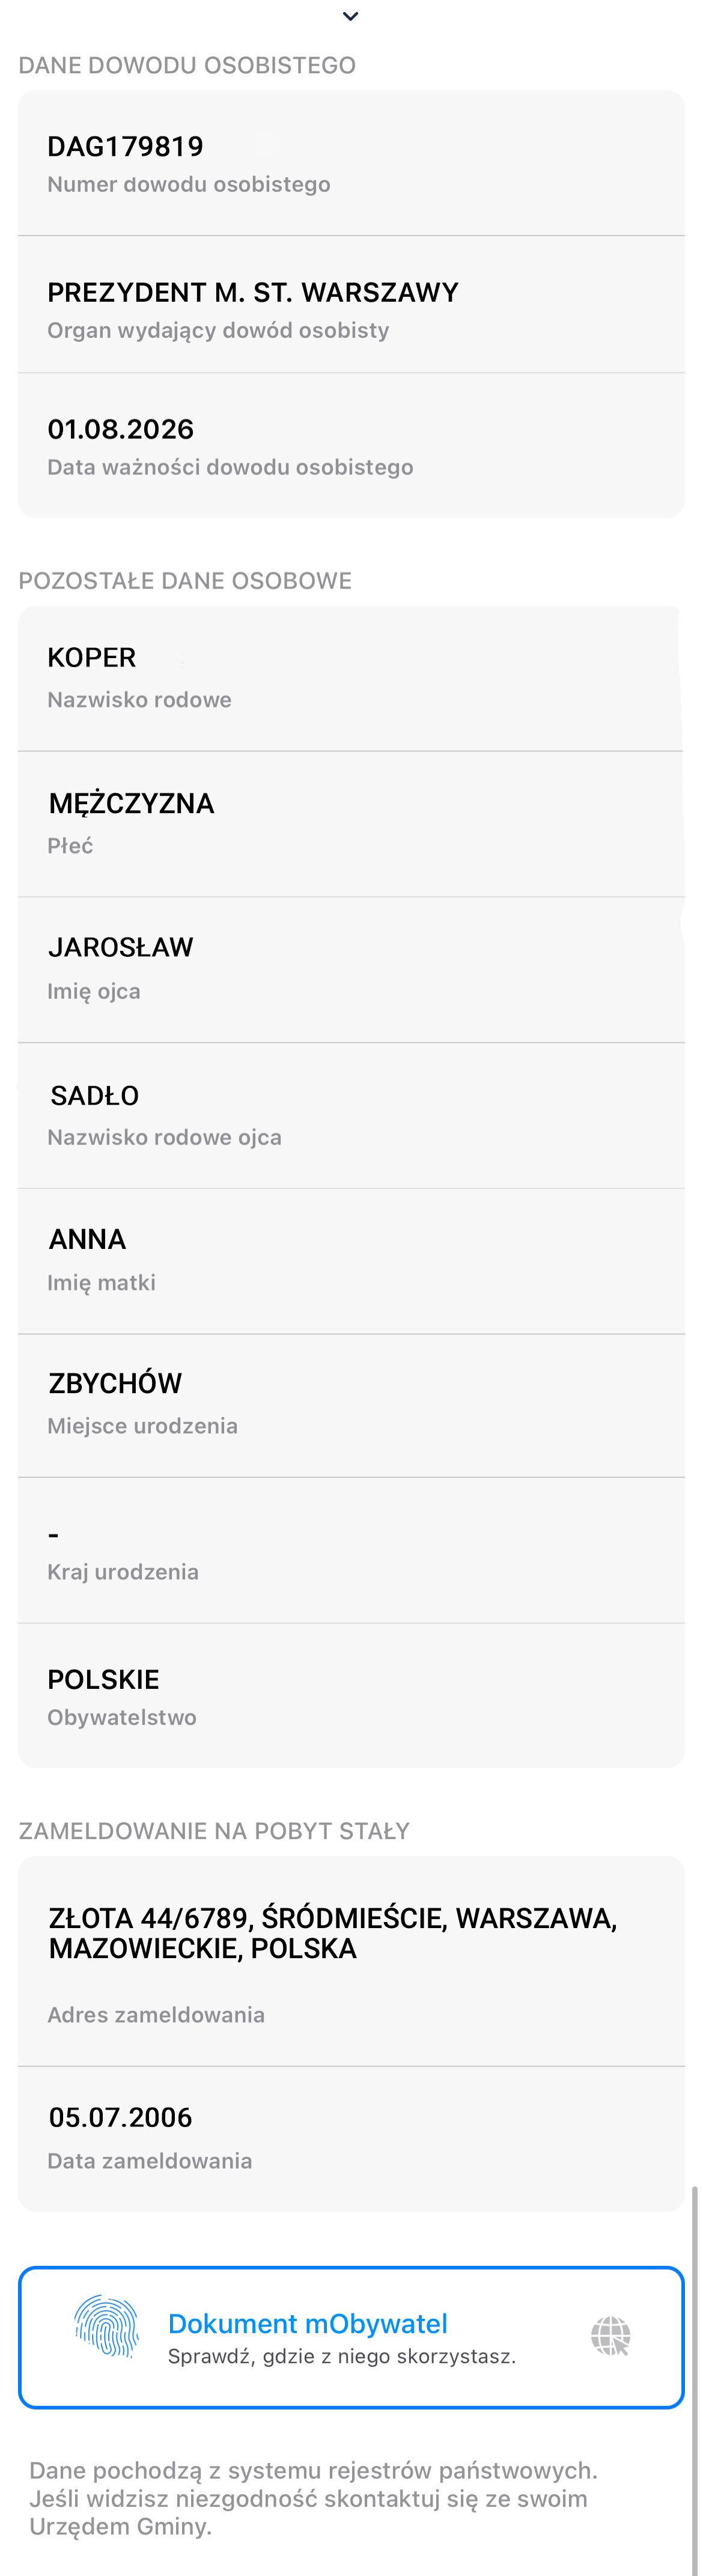 DANE DOWODU OSOBISTEGO
DAG179819
Numer dowodu osobistego
PREZYDENT M. ST. WARSZAWY
Organ wydający dowód osobisty
01.08.2026
Data ważności dowodu osobistego
POZOSTAŁE DANE OSOBOWE
KOPER
Nazwisko rodowe
MĘŻCZYZNA
Płeć
JAROSŁAW
Imię ojca
SADŁO
Nazwisko rodowe ojca
ANNA
Imię matki
ZBYCHÓW
Miejsce urodzenia
-
Kraj urodzenia
POLSKIE
Obywatelstwo
ZAMELDOWANIE NA POBYT STAŁY
ZŁOTA 44/6789, ŚRÓDMIEŚCIE, WARSZAWA,
MAZOWIECKIE, POLSKA
Adres zameldowania
05.07.2006
Data zameldowania
Dokument mObywatel
Sprawdź, gdzie z niego skorzystasz.
Dane pochodzą z systemu rejestrów państwowych.
Jeśli widzisz niezgodność skontaktuj się ze swoim
Urzędem Gminy.